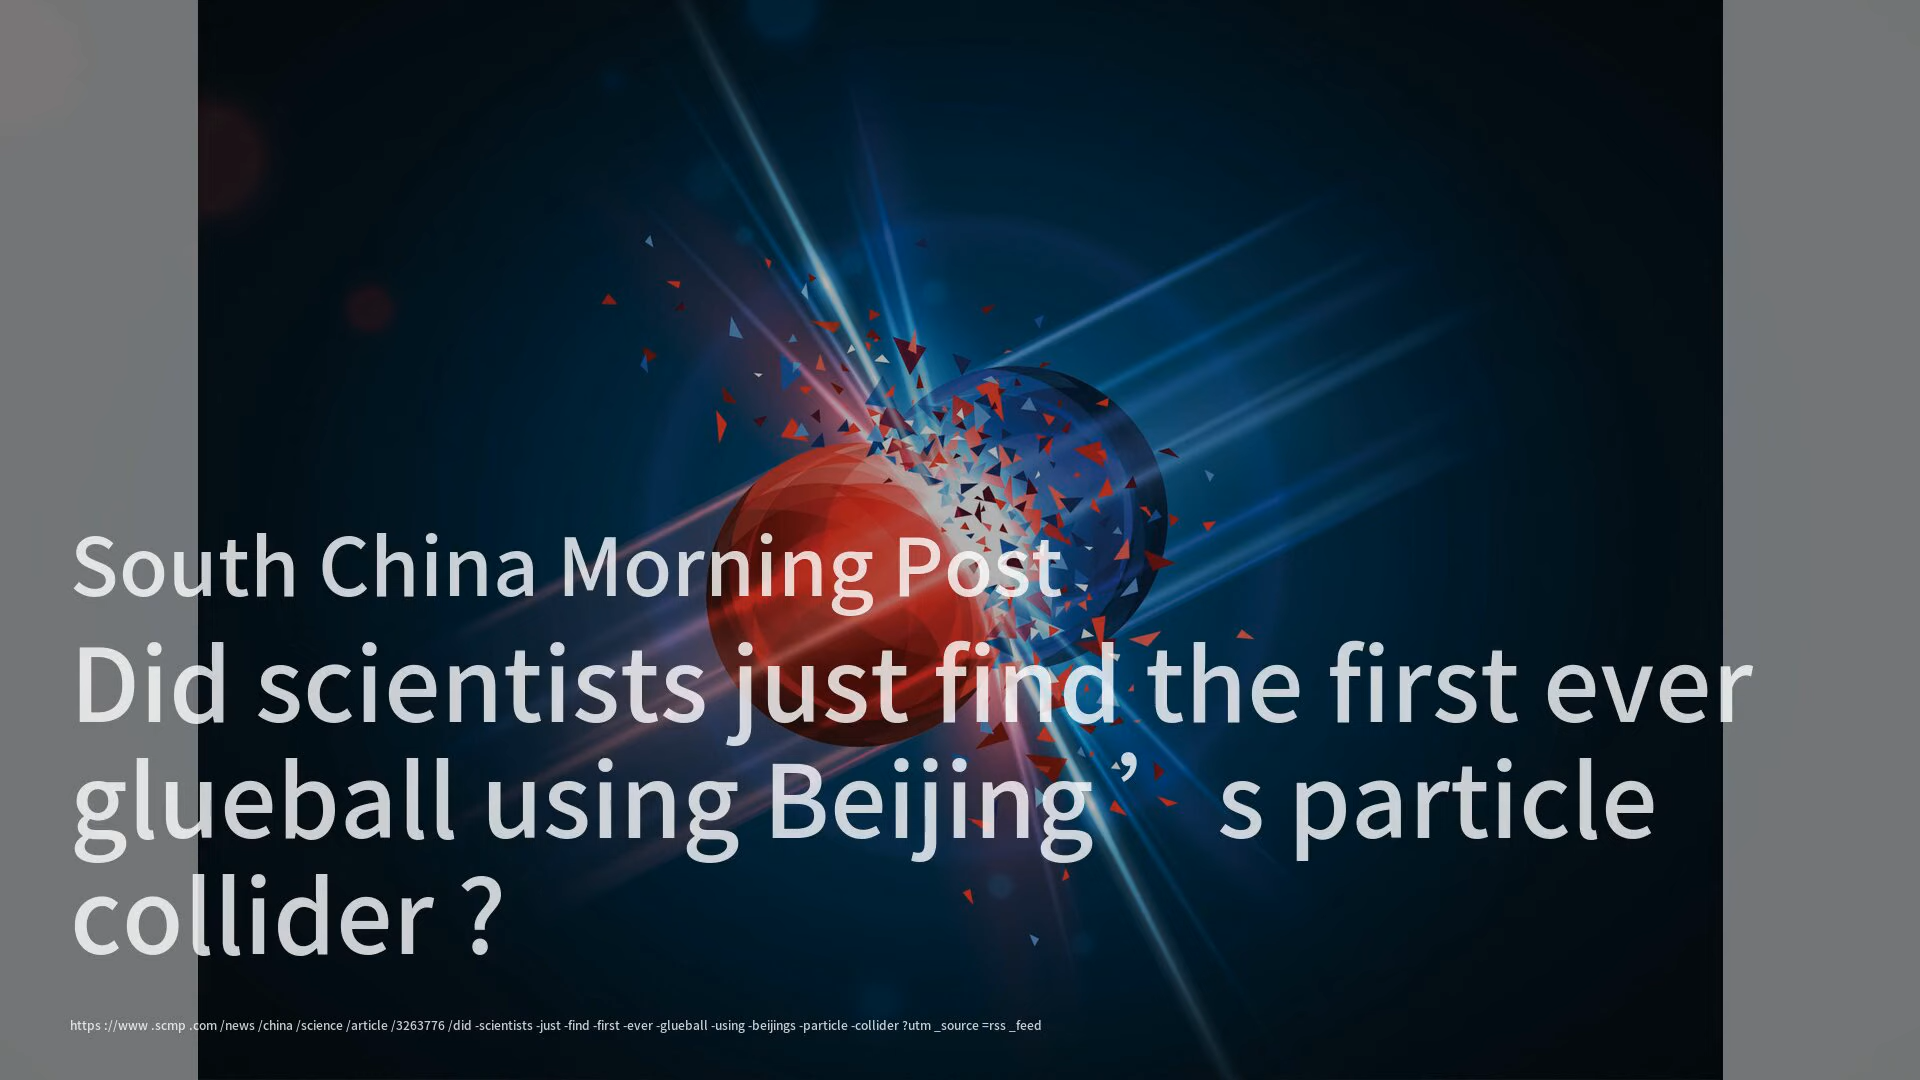 South China Morning Post
Did scientists just find the first ever
glueball using Beijing’s particle
collider ?
https ://www .scmp .com /news /china /science /article /3263776 /did -scientists -just -find -first -ever -glueball -using -beijings -particle -collider ?utm _source =rss _feed